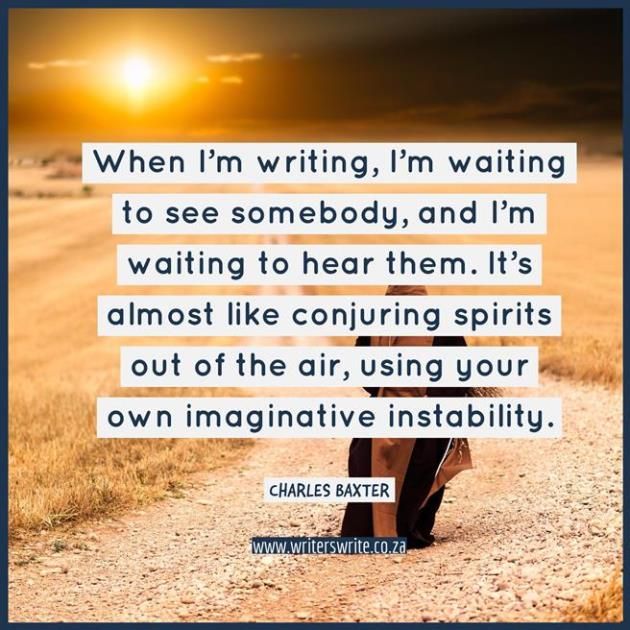 When I'm writing, I'm waiting
to see somebody, and I'm
waiting to hear them. It's
almost like conjuring spirits
out of the air, using your
own imaginative instability.
CHARLES BAXTER
www.writerswrite.co.za